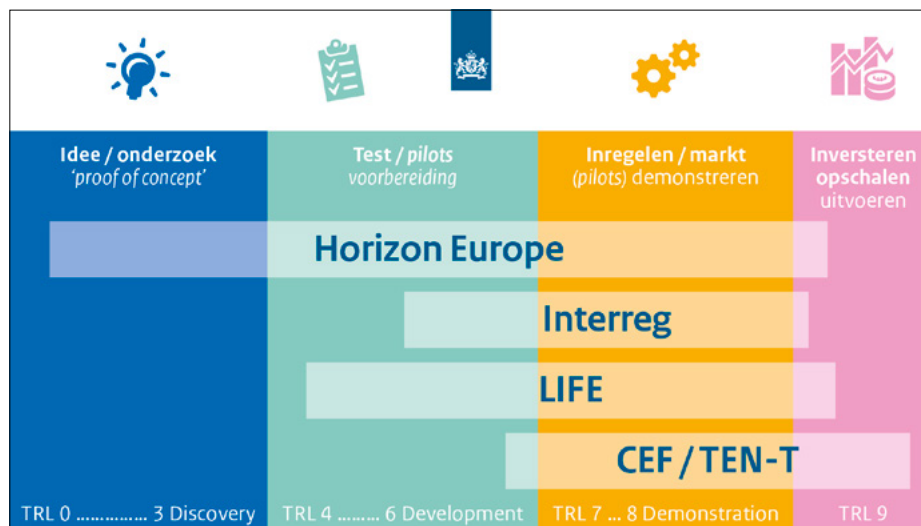 Idee / onderzoek
'proof of concept'
Test / pilots
voorbereiding
Inregelen / markt
(pilots) demonstreren
Inversteren
opschalen
uitvoeren
Horizon Europe
Interreg
LIFE
CEF / TEN-T
TRL 0 .............. 3 Discovery
TRL 4 ......... 6 Development
TRL 7 ... 8 Demonstration
TRL 9